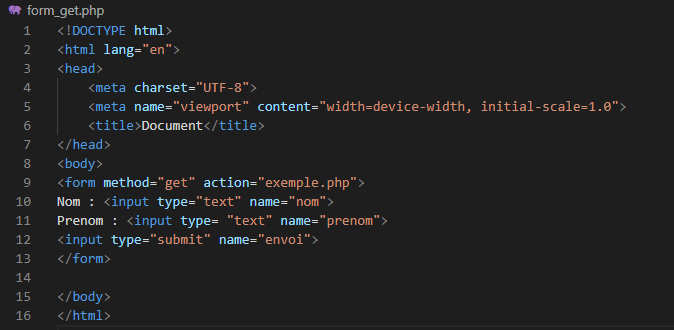 form_get.php
1 <!DOCTYPE html>
2 <html lang="en">
3 <head>
4 <meta charset="UTF-8">
5 <meta name="viewport" content="width=device-width, initial-scale=1.0">
6 <title>Document</title>
7 </head>
8 <body>
9 <form method="get" action="exemple.php">
10 Nom : <input type="text" name="nom">
11 Prenom : <input type= "text" name="prenom">
12 <input type="submit" name="envoi">
13 </form>
14
15 </body>
16 </html>